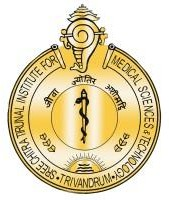 SREE CHITRA TIRUNAL INSTITUTE FOR MEDICAL SCIENCES & TECHNOLOGY
• TRIVANDRUM •
ज्योतिर्